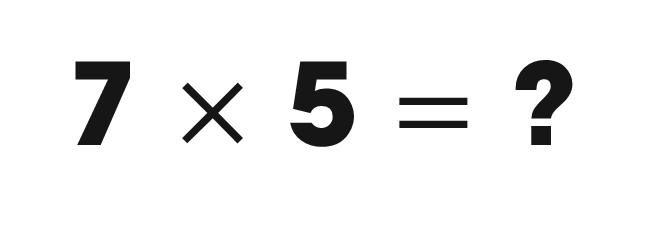 7 × 5 = ?